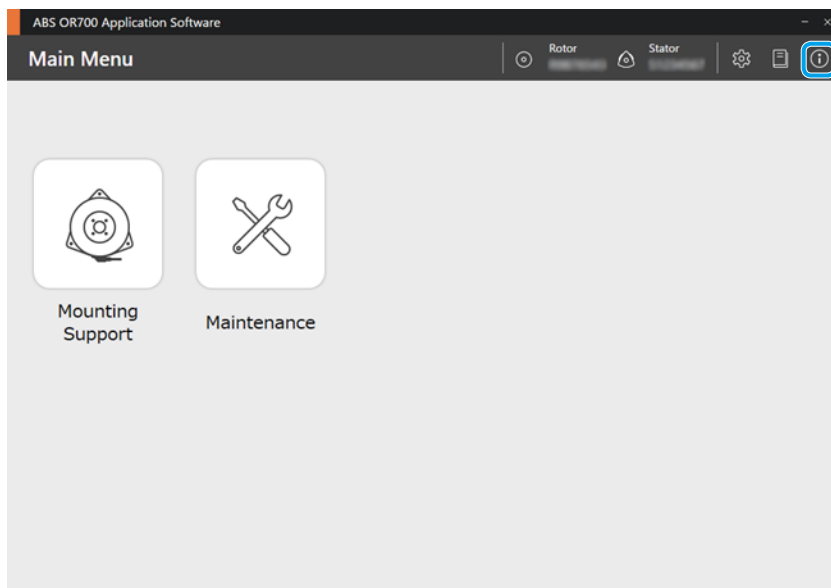 ABS OR700 Application Software
Main Menu
Rotor
Stator
Mounting
Support
Maintenance